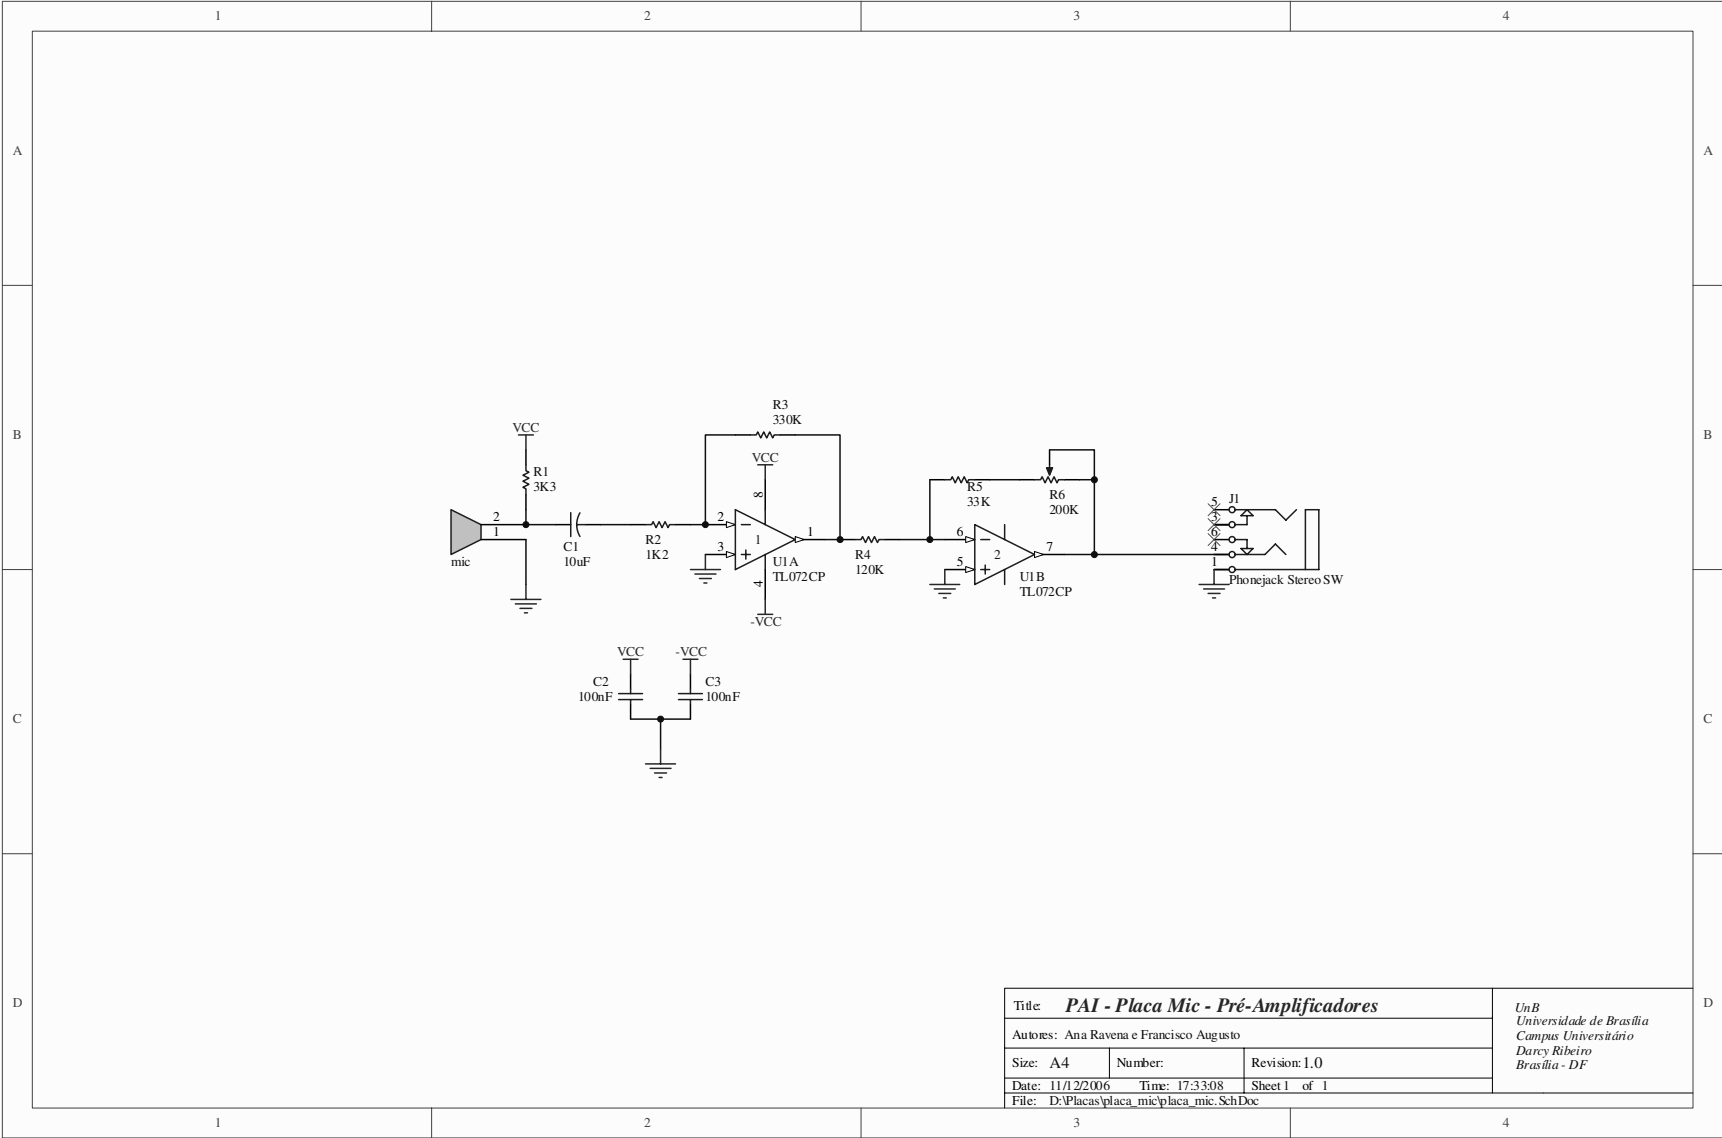 1 2 3 4
A A
B B
C C
D D
R3
330K
VCC
VCC
R1
3K3
8
2
1
mic
C1
10uF
R2
1K2
2
3
1
1
4
U1A
TL072CP
-VCC
R4
120K
R5
33K
R6
200K
6
5
2
7
U1B
TL072CP
5
3
6
4
1
J1
Phonejack Stereo SW
VCC -VCC
C2
100nF
C3
100nF
Title: PAI - Placa Mic - Pré-Amplificadores
Autores: Ana Ravena e Francisco Augusto
Size: A4 Number: Revision: 1.0
Date: 11/12/2006 Time: 17:33:08 Sheet 1 of 1
File: D:\Placas\placa_mic\placa_mic.SchDoc
UnB
Universidade de Brasília
Campus Universitário
Darcy Ribeiro
Brasília - DF
1 2 3 4